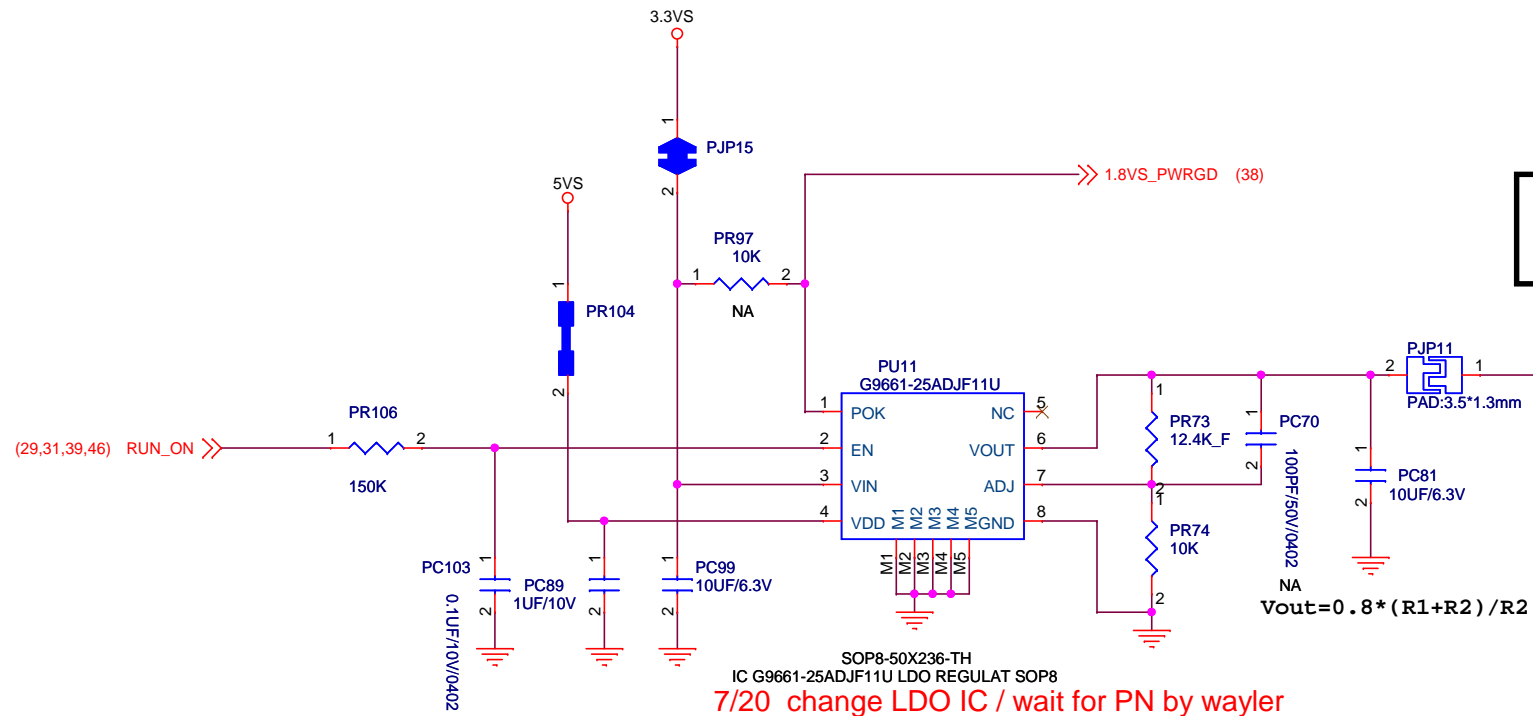 3.3VS
1
PJP15
2
5VS
1.8VS_PWRGD (38)
PR97
10K
1 2
NA
1
PR104
2
PJP11
2 1
PAD:3.5*1.3mm
PU11
G9661-25ADJF11U
1 POK NC 5
2 EN VOUT 6
3 VIN ADJ 7
4 VDD M1 M2 M3 M4 M5 GND 8
M1 M2 M3 M4 M5
PR106
1 2
150K
(29,31,39,46) RUN_ON
1
PR73
12.4K_F
2
1
PC70
2
100PF/50V/0402
NA
1
PC81
2
10UF/6.3V
1
PR74
10K
2
1
PC103
2
0.1UF/10V/0402
1
PC89
2
1UF/10V
1
PC99
2
10UF/6.3V
Vout=0.8*(R1+R2)/R2
SOP8-50X236-TH
IC G9661-25ADJF11U LDO REGULAT SOP8
7/20 change LDO IC / wait for PN by wayler